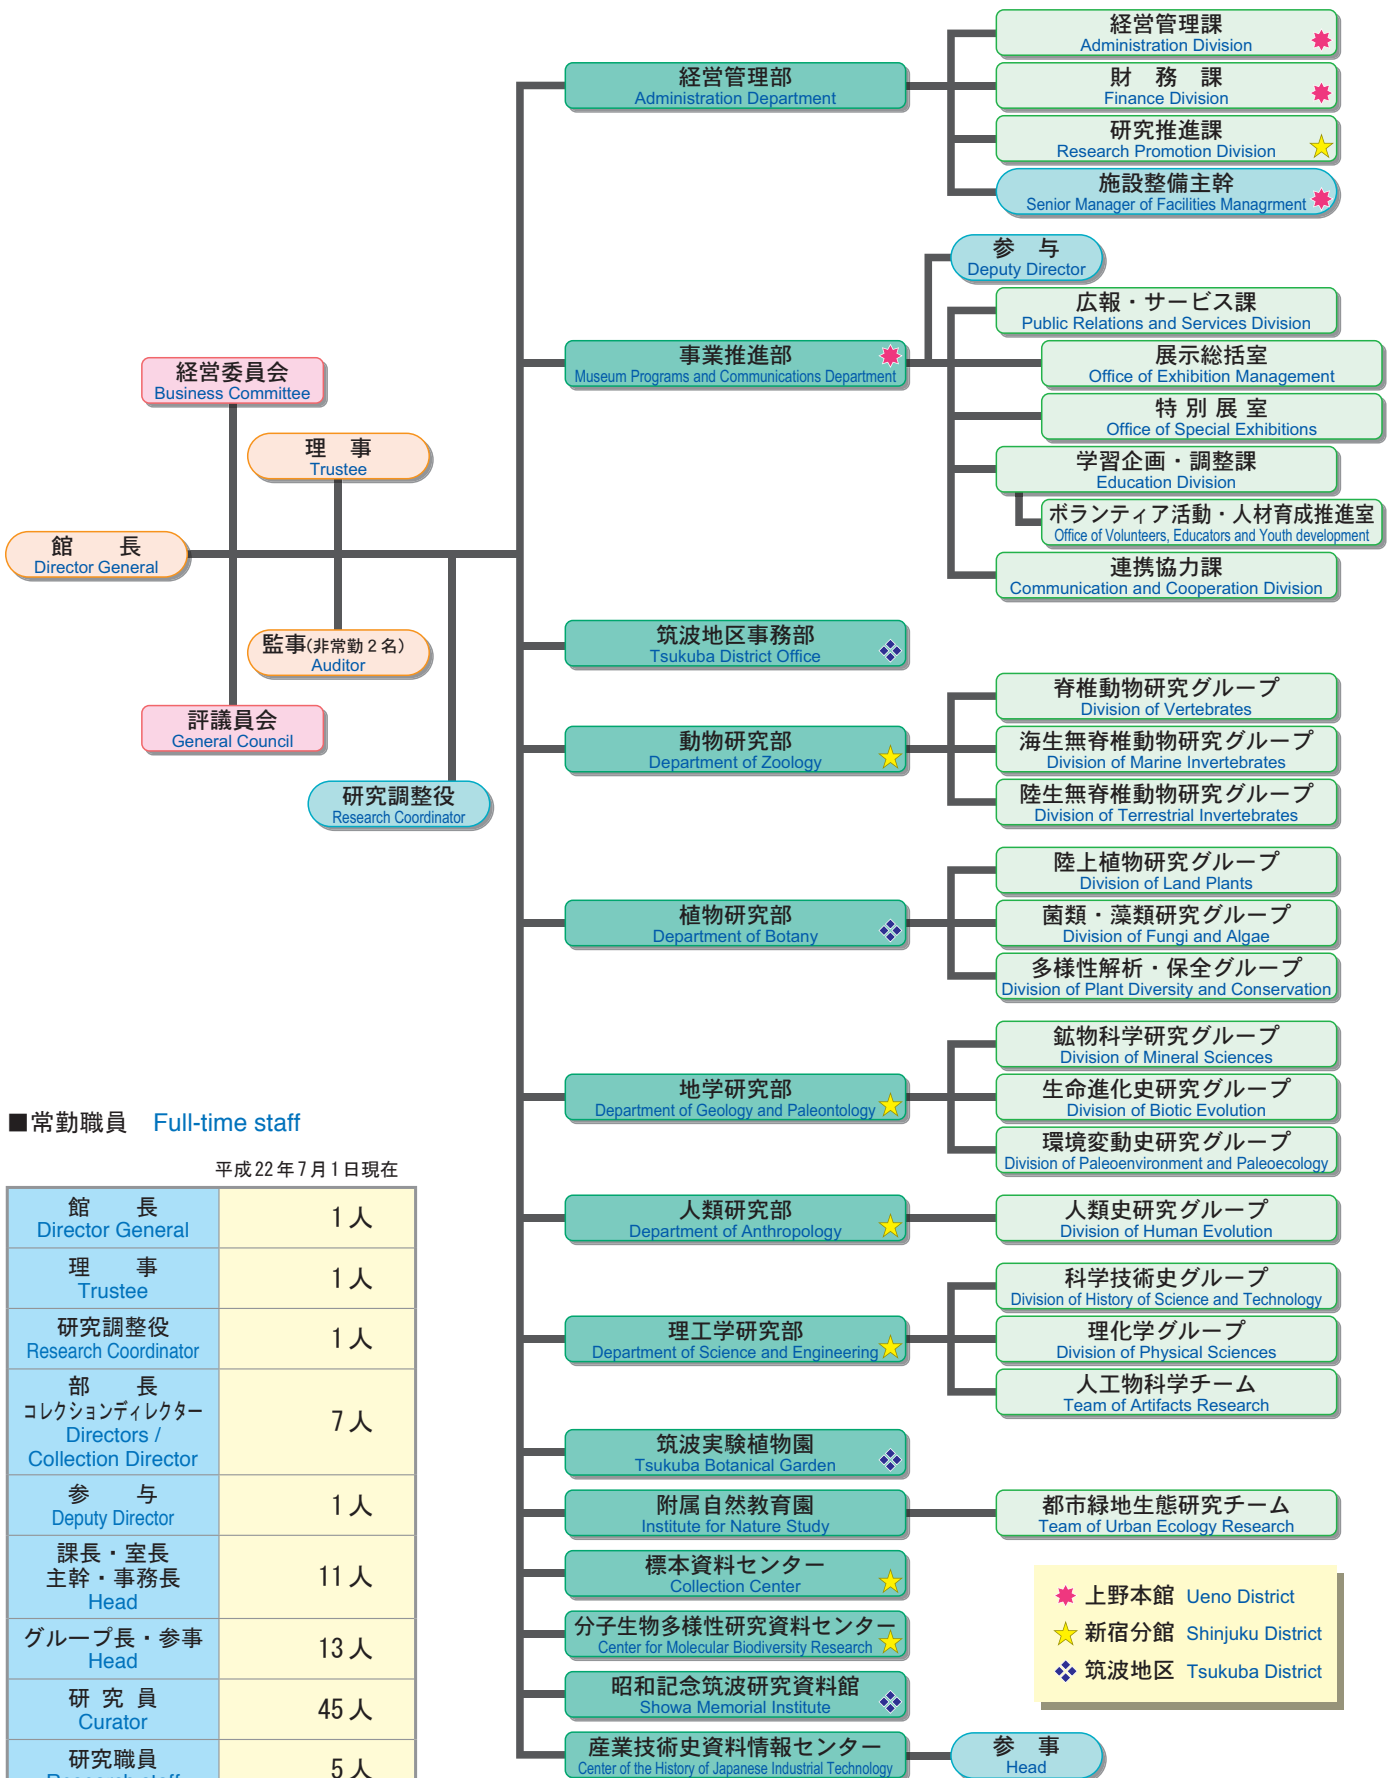 経営管理課
Administration Division
経営管理部
Administration Department
財　務　課
Finance Division
研究推進課
Research Promotion Division
施設整備主幹
Senior Manager of Facilities Managrment
参　与
Deputy Director
広報・サービス課
Public Relations and Services Division
事業推進部
Museum Programs and Communications Department
展示総括室
Office of Exhibition Management
特 別 展 室
Office of Special Exhibitions
学習企画・調整課
Education Division
ボランティア活動・人材育成推進室
Office of Volunteers, Educators and Youth development
連携協力課
Communication and Cooperation Division
経営委員会
Business Committee
理　事
Trustee
館　　長
Director General
監事(非常勤２名)
Auditor
評議員会
General Council
研究調整役
Research Coordinator
筑波地区事務部
Tsukuba District Office
脊椎動物研究グループ
Division of Vertebrates
動物研究部
Department of Zoology
海生無脊椎動物研究グループ
Division of Marine Invertebrates
陸生無脊椎動物研究グループ
Division of Terrestrial Invertebrates
陸上植物研究グループ
Division of Land Plants
植物研究部
Department of Botany
菌類・藻類研究グループ
Division of Fungi and Algae
多様性解析・保全グループ
Division of Plant Diversity and Conservation
鉱物科学研究グループ
Division of Mineral Sciences
地学研究部
Department of Geology and Paleontology
生命進化史研究グループ
Division of Biotic Evolution
環境変動史研究グループ
Division of Paleoenvironment and Paleoecology
人類研究部
Department of Anthropology
人類史研究グループ
Division of Human Evolution
科学技術史グループ
Division of History of Science and Technology
理工学研究部
Department of Science and Engineering
理化学グループ
Division of Physical Sciences
人工物科学チーム
Team of Artifacts Research
筑波実験植物園
Tsukuba Botanical Garden
附属自然教育園
Institute for Nature Study
都市緑地生態研究チーム
Team of Urban Ecology Research
標本資料センター
Collection Center
分子生物多様性研究資料センター
Center for Molecular Biodiversity Research
昭和記念筑波研究資料館
Showa Memorial Institute
産業技術史資料情報センター
Center of the History of Japanese Industrial Technology
参　事
Head
上野本館 Ueno District
新宿分館 Shinjuku District
筑波地区 Tsukuba District
■常勤職員　Full-time staff
平成22年7月1日現在
館　　長
Director General
1人
理　　事
Trustee
1人
研究調整役
Research Coordinator
1人
部　　長
コレクションディレクター
Directors /
Collection Director
7人
参　　与
Deputy Director
1人
課長・室長
主幹・事務長
Head
11人
グループ長・参事
Head
13人
研 究 員
Curator
45人
研究職員
5人